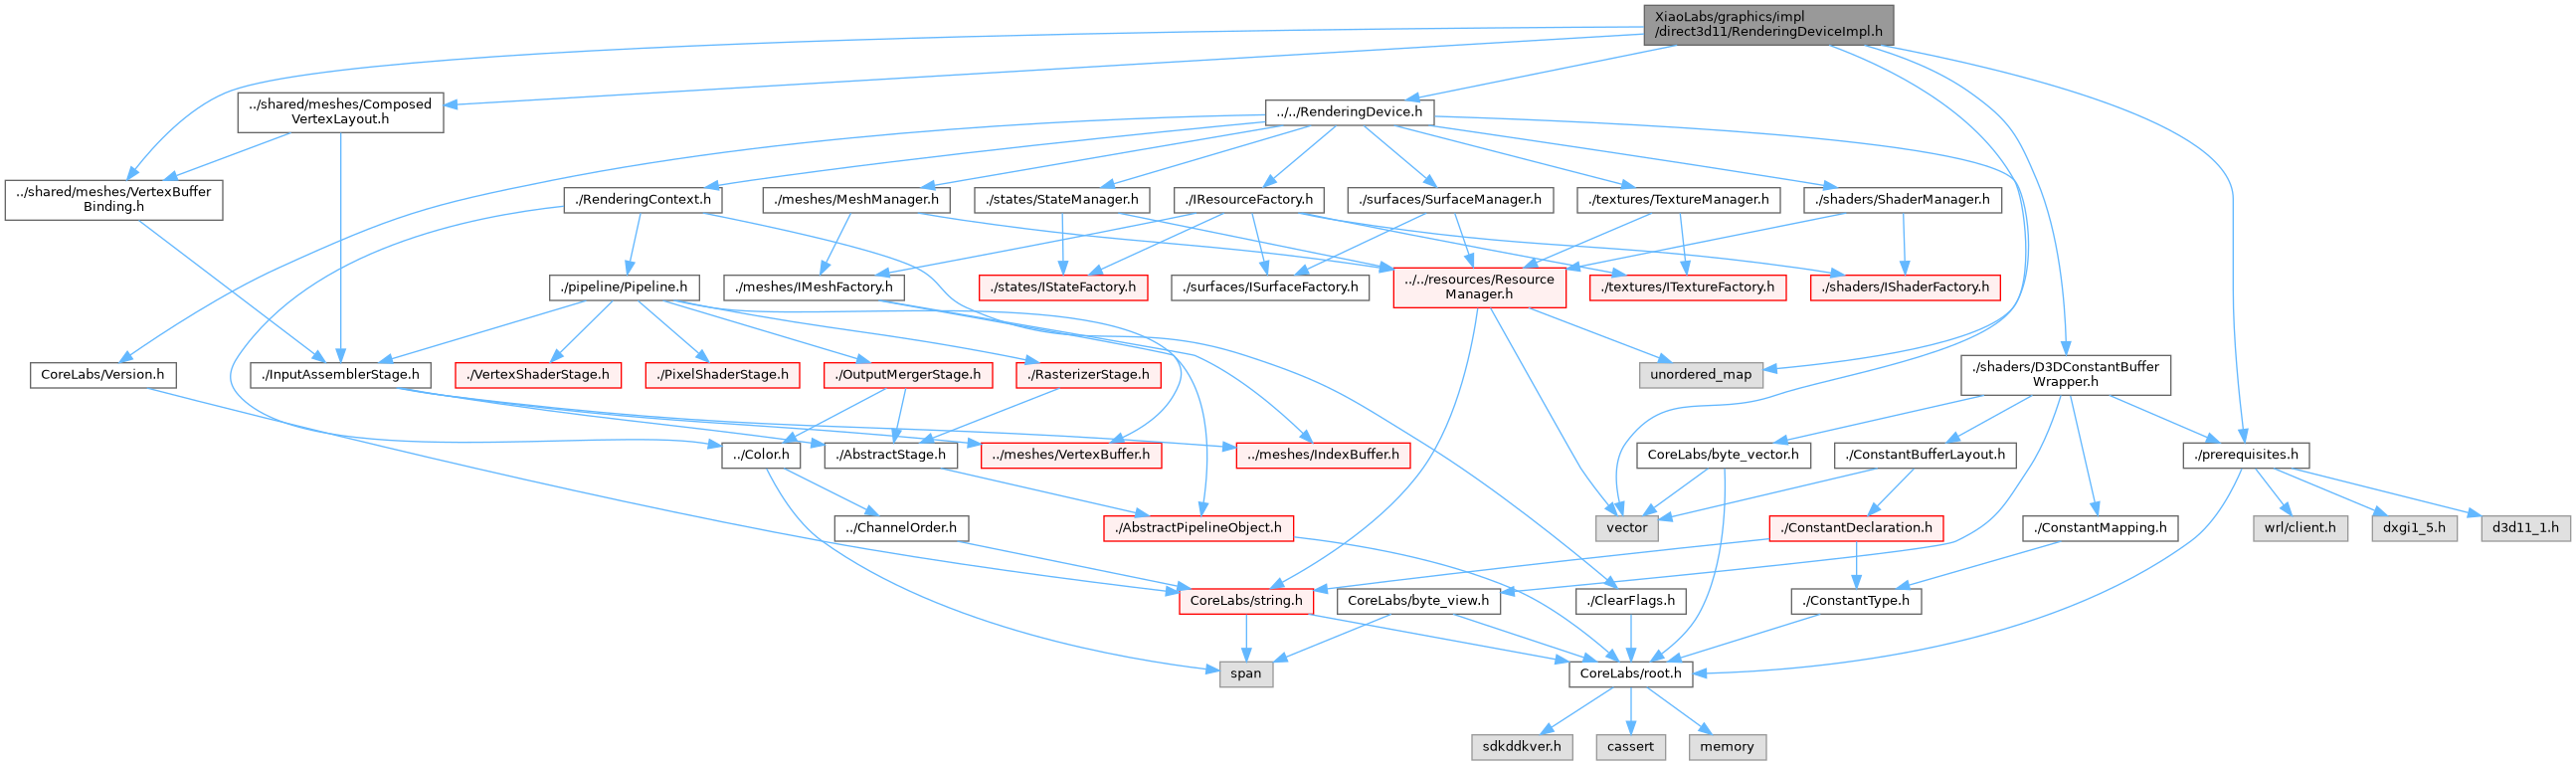 XiaoLabs/graphics/impl
/direct3d11/RenderingDeviceImpl.h
../shared/meshes/Composed
VertexLayout.h
../../RenderingDevice.h
../shared/meshes/VertexBuffer
Binding.h
./RenderingContext.h
./meshes/MeshManager.h
./states/StateManager.h
./IResourceFactory.h
./surfaces/SurfaceManager.h
./textures/TextureManager.h
./shaders/ShaderManager.h
./pipeline/Pipeline.h
./meshes/IMeshFactory.h
./states/IStateFactory.h
./surfaces/ISurfaceFactory.h
../../resources/Resource
Manager.h
./textures/ITextureFactory.h
./shaders/IShaderFactory.h
CoreLabs/Version.h
./InputAssemblerStage.h
./VertexShaderStage.h
./PixelShaderStage.h
./OutputMergerStage.h
./RasterizerStage.h
unordered_map
./shaders/D3DConstantBuffer
Wrapper.h
../Color.h
./AbstractStage.h
../meshes/VertexBuffer.h
../meshes/IndexBuffer.h
CoreLabs/byte_vector.h
./ConstantBufferLayout.h
./prerequisites.h
../ChannelOrder.h
./AbstractPipelineObject.h
vector
./ConstantDeclaration.h
./ConstantMapping.h
wrl/client.h
dxgi1_5.h
d3d11_1.h
CoreLabs/string.h
CoreLabs/byte_view.h
./ClearFlags.h
./ConstantType.h
span
CoreLabs/root.h
sdkddkver.h
cassert
memory